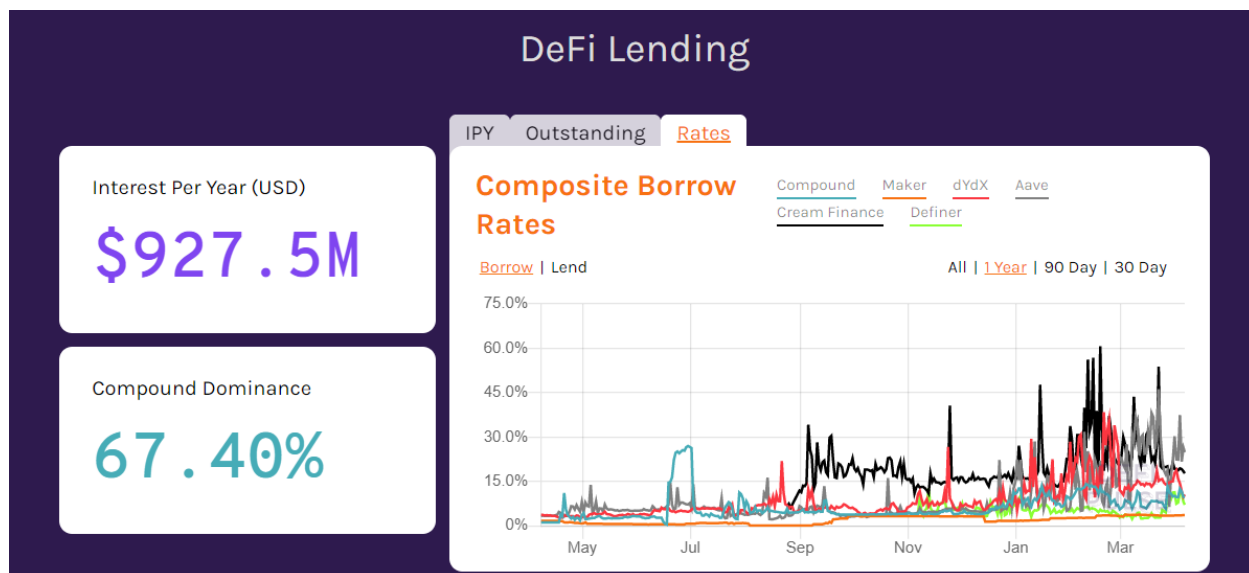 DeFi Lending
IPY Outstanding Rates
Interest Per Year (USD)
$927.5M
Compound Dominance
67.40%
Composite Borrow
Rates
Compound Maker dYdX Aave
Cream Finance Definer
Borrow | Lend
All | 1 Year | 90 Day | 30 Day
75.0%
60.0%
45.0%
30.0%
15.0%
0%
May Jul Sep Nov Jan Mar